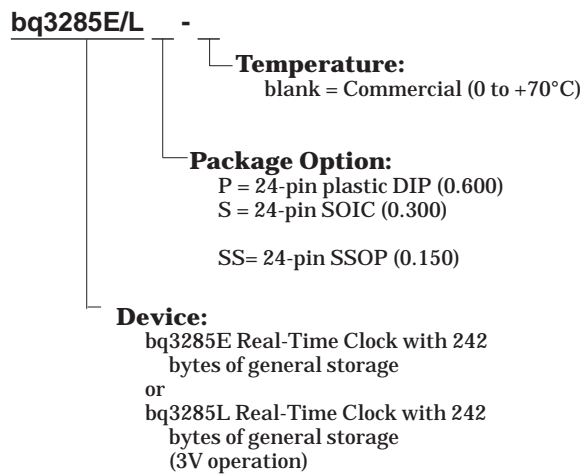 bq3285E/L -
Temperature:
blank = Commercial (0 to +70°C)
Package Option:
P = 24-pin plastic DIP (0.600)
S = 24-pin SOIC (0.300)
SS= 24-pin SSOP (0.150)
Device:
bq3285E Real-Time Clock with 242
bytes of general storage
or
bq3285L Real-Time Clock with 242
bytes of general storage
(3V operation)